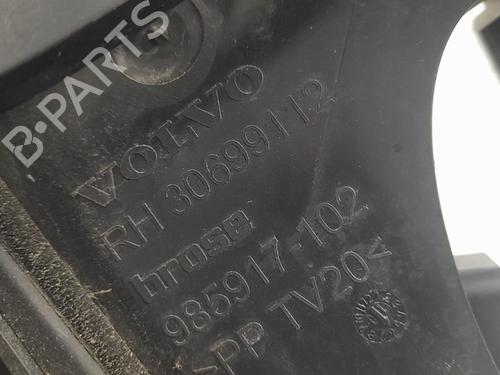 B-PARTS
VOLVO
RH 30699112
brose
985917-102
>PP TV20<